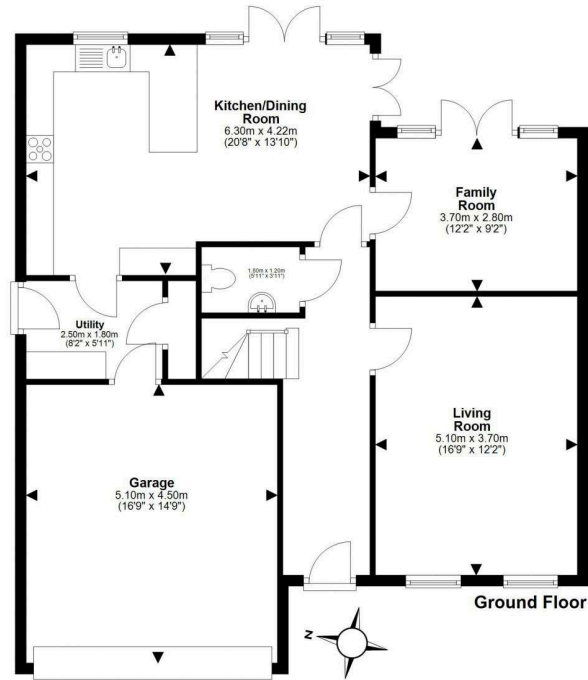 Kitchen/Dining
Room
6.30m x 4.22m
(20'8" x 13'10")
Family
Room
3.70m x 2.80m
(12'2" x 9'2")
1.80m x 1.20m
(5'11" x 3'11")
Utility
2.50m x 1.80m
(8'2" x 5'11")
Living
Room
5.10m x 3.70m
(16'9" x 12'2")
Garage
5.10m x 4.50m
(16'9" x 14'9")
Ground Floor
N